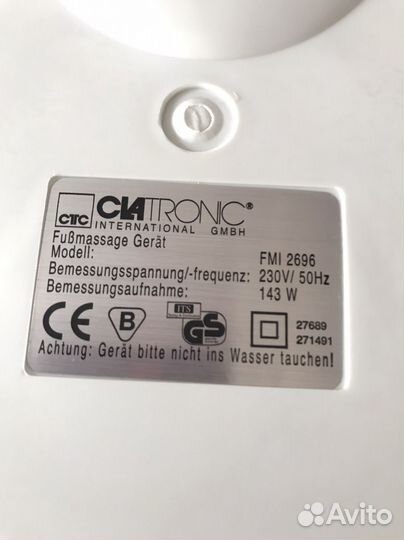 CTC CLATRONIC®
INTERNATIONAL GMBH
Fußmassage Gerät
Modell: FMI 2696
Bemessungsspannung/-frequenz: 230V/ 50Hz
Bemessungsaufnahme: 143 W
CE B ITS GS 27689
271491
Achtung: Gerät bitte nicht ins Wasser tauchen!
Avito